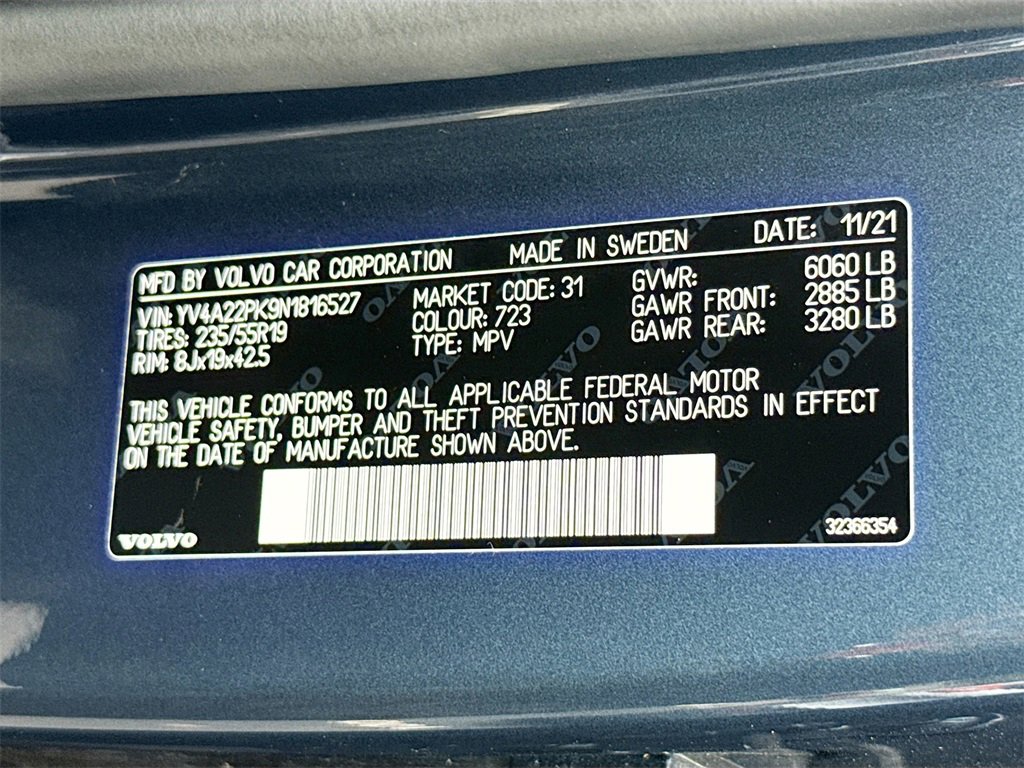 MFD BY VOLVO CAR CORPORATION MADE IN SWEDEN DATE: 11/21
VIN: YV4A22PK9N1816527 MARKET CODE: 31 GVWR: 6060 LB
TIRES: 235/55R19 COLOUR: 723 GAWR FRONT: 2885 LB
RIM: 8Jx19x42.5 TYPE: MPV GAWR REAR: 3280 LB
THIS VEHICLE CONFORMS TO ALL APPLICABLE FEDERAL MOTOR
VEHICLE SAFETY, BUMPER AND THEFT PREVENTION STANDARDS IN EFFECT
ON THE DATE OF MANUFACTURE SHOWN ABOVE.
VOLVO 32366354